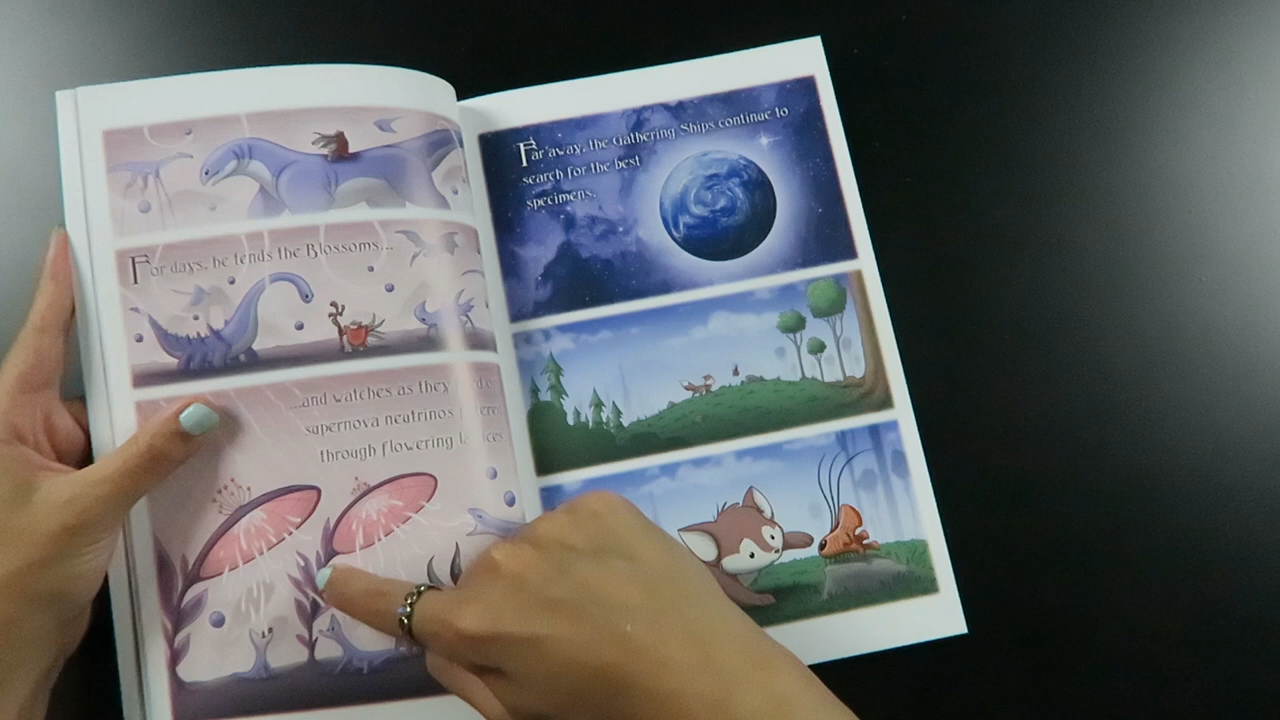 For days, he tends the Blossoms...
...and watches as they
supernova neutrinos
through flowering
Far away, the Gathering Ships continue to
search for the best
specimens.